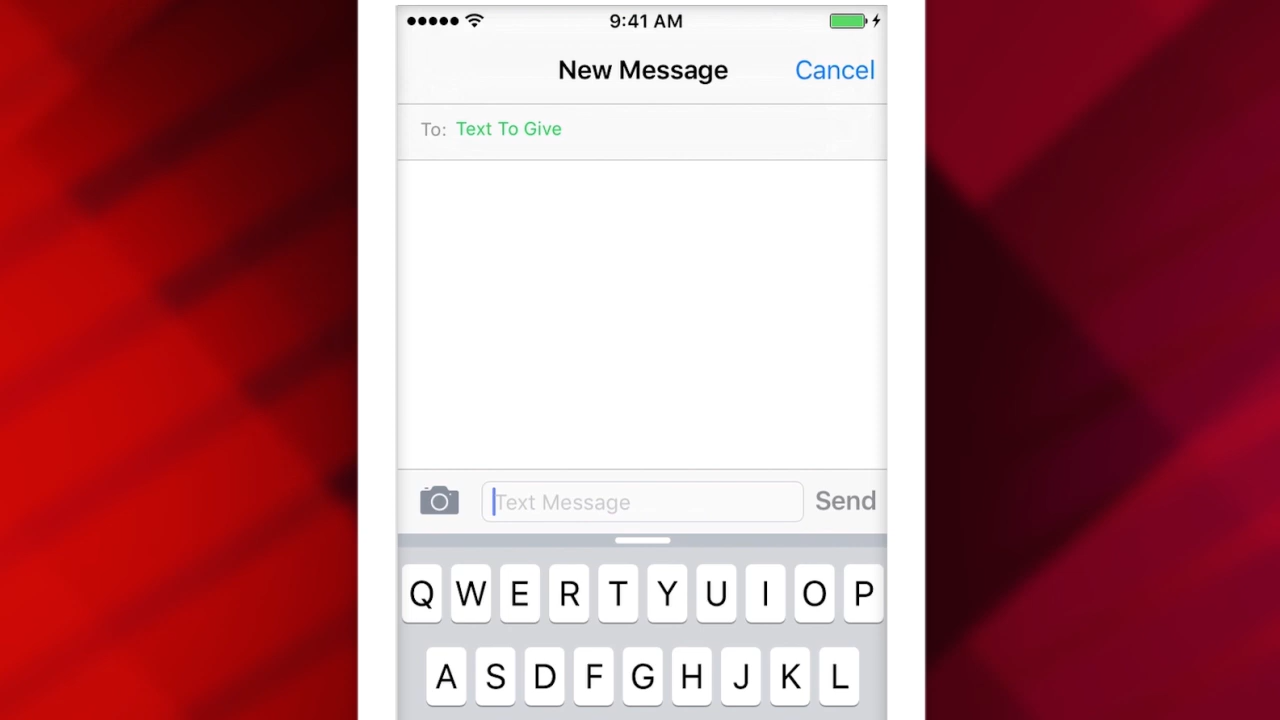 9:41 AM
New Message Cancel
To: Text To Give
Text Message Send
Q W E R T Y U I O P
A S D F G H J K L